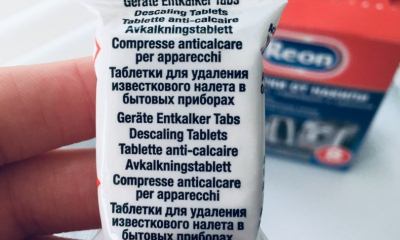 Geräte Entkalker Tabs
Descaling Tablets
Tablette anti-calcaire
Avkalkningstablett
Compresse anticalcare
per apparecchi
Таблетки для удаления
известкового налета в
бытовых приборах
Geräte Entkalker Tabs
Descaling Tablets
Tablette anti-calcaire
Avkalkningstablett
Compresse anticalcare
per apparecchi
Таблетки для удаления
известкового налета в
бытовых приборах
Reon